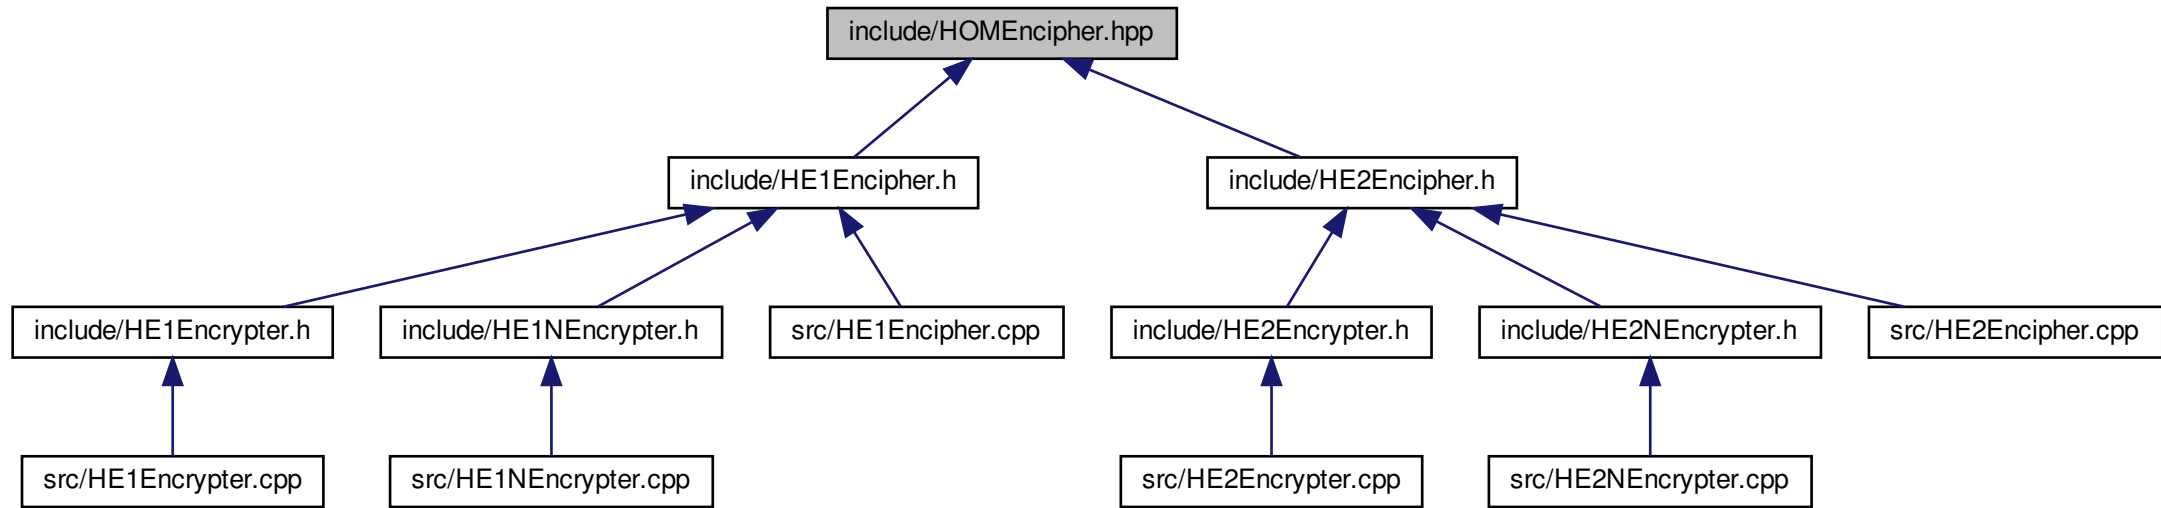 include/HOMEncipher.hpp
include/HE1Encipher.h
include/HE2Encipher.h
include/HE1Encrypter.h
include/HE1NEncrypter.h
src/HE1Encipher.cpp
include/HE2Encrypter.h
include/HE2NEncrypter.h
src/HE2Encipher.cpp
src/HE1Encrypter.cpp
src/HE1NEncrypter.cpp
src/HE2Encrypter.cpp
src/HE2NEncrypter.cpp